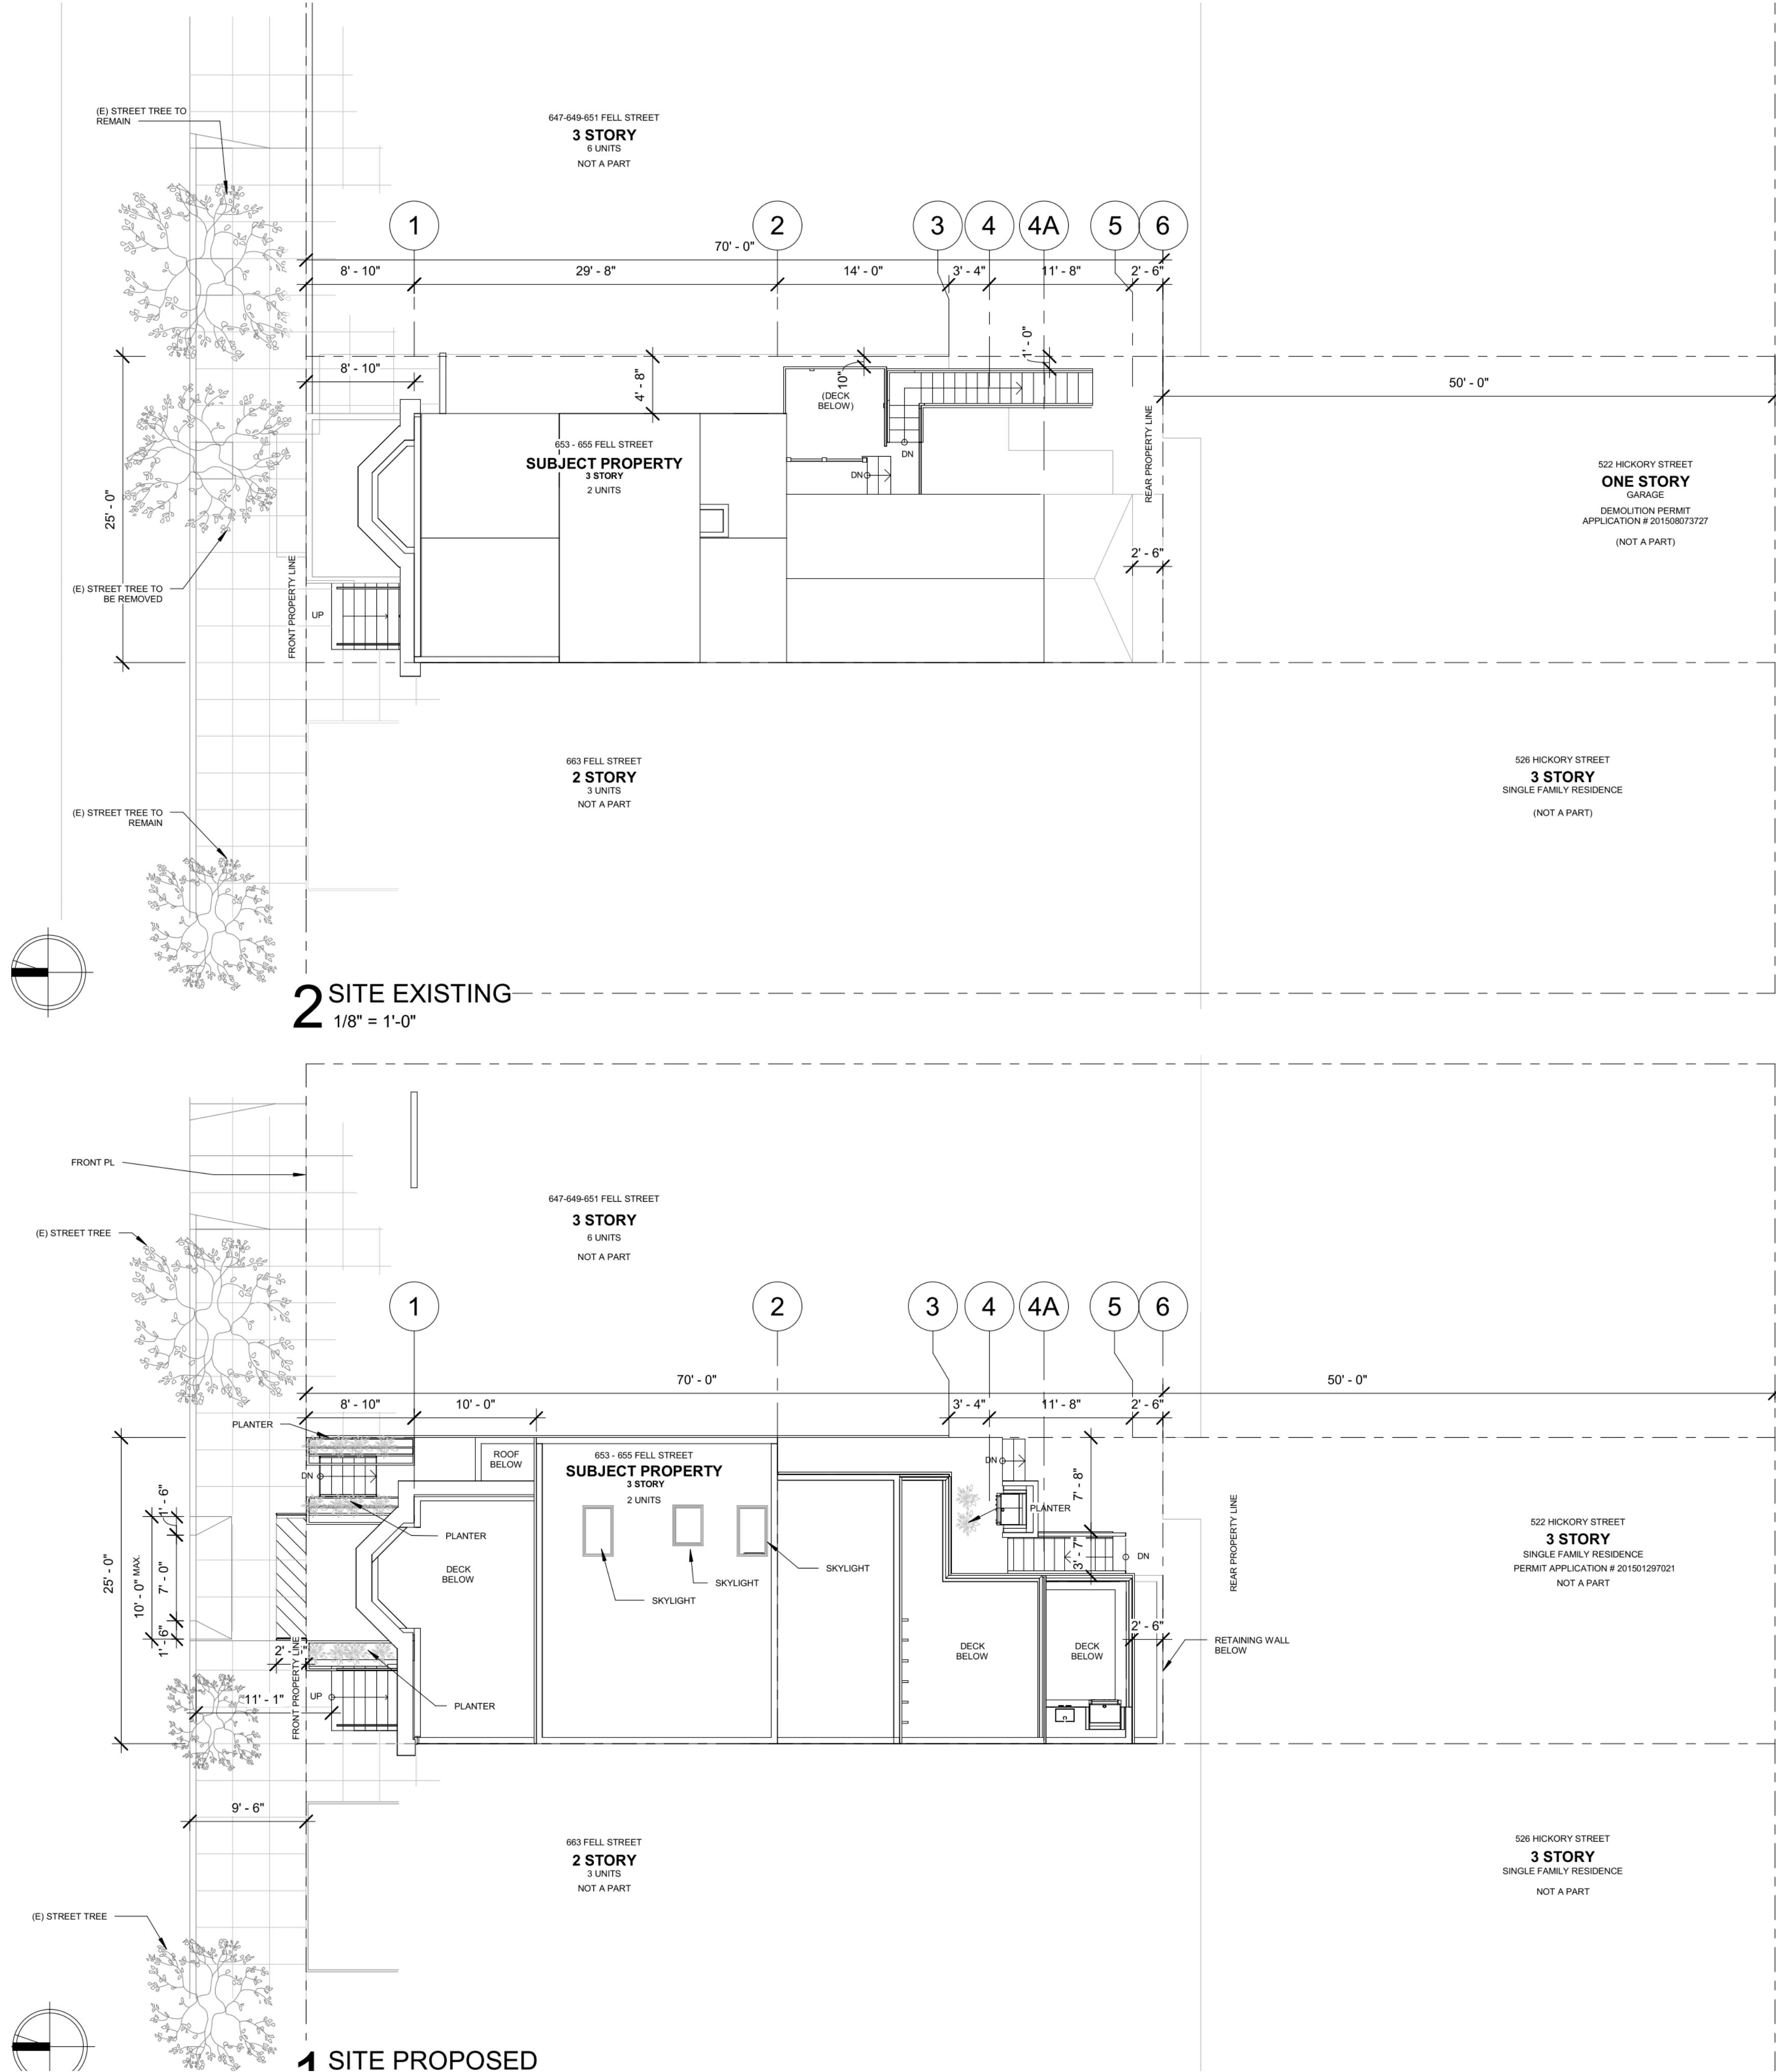 (E) STREET TREE TO
REMAIN
647-649-651 FELL STREET
3 STORY
6 UNITS
NOT A PART
1
2
3
4
4A
5
6
70' - 0"
8' - 10"
29' - 8"
14' - 0"
3' - 4"
11' - 8"
2' - 6"
8' - 10"
4' - 8"
10"
1' - 0"
50' - 0"
(DECK
BELOW)
DN
DN
653 - 655 FELL STREET
SUBJECT PROPERTY
3 STORY
2 UNITS
REAR PROPERTY LINE
522 HICKORY STREET
ONE STORY
GARAGE
DEMOLITION PERMIT
APPLICATION # 201508073727
(NOT A PART)
25' - 0"
2' - 6"
(E) STREET TREE TO
BE REMOVED
FRONT PROPERTY LINE
UP
663 FELL STREET
2 STORY
3 UNITS
NOT A PART
526 HICKORY STREET
3 STORY
SINGLE FAMILY RESIDENCE
(NOT A PART)
(E) STREET TREE TO
REMAIN
2 SITE EXISTING
1/8" = 1'-0"
FRONT PL
(E) STREET TREE
647-649-651 FELL STREET
3 STORY
6 UNITS
NOT A PART
1
2
3
4
4A
5
6
70' - 0"
50' - 0"
8' - 10"
10' - 0"
3' - 4"
11' - 8"
2' - 6"
PLANTER
ROOF
BELOW
653 - 655 FELL STREET
SUBJECT PROPERTY
3 STORY
2 UNITS
DN
DN
7' - 8"
PLANTER
PLANTER
DECK
BELOW
SKYLIGHT
SKYLIGHT
SKYLIGHT
3' - 7"
DN
REAR PROPERTY LINE
522 HICKORY STREET
3 STORY
SINGLE FAMILY RESIDENCE
PERMIT APPLICATION # 201501297021
NOT A PART
25' - 0"
10' - 0" MAX.
1' - 6"
7' - 0"
1' - 6"
2' -
FRONT PROPERTY LINE
11' - 1"
UP
PLANTER
DECK
BELOW
DECK
BELOW
2' - 6"
RETAINING WALL
BELOW
9' - 6"
663 FELL STREET
2 STORY
3 UNITS
NOT A PART
526 HICKORY STREET
3 STORY
SINGLE FAMILY RESIDENCE
NOT A PART
(E) STREET TREE
1 SITE PROPOSED